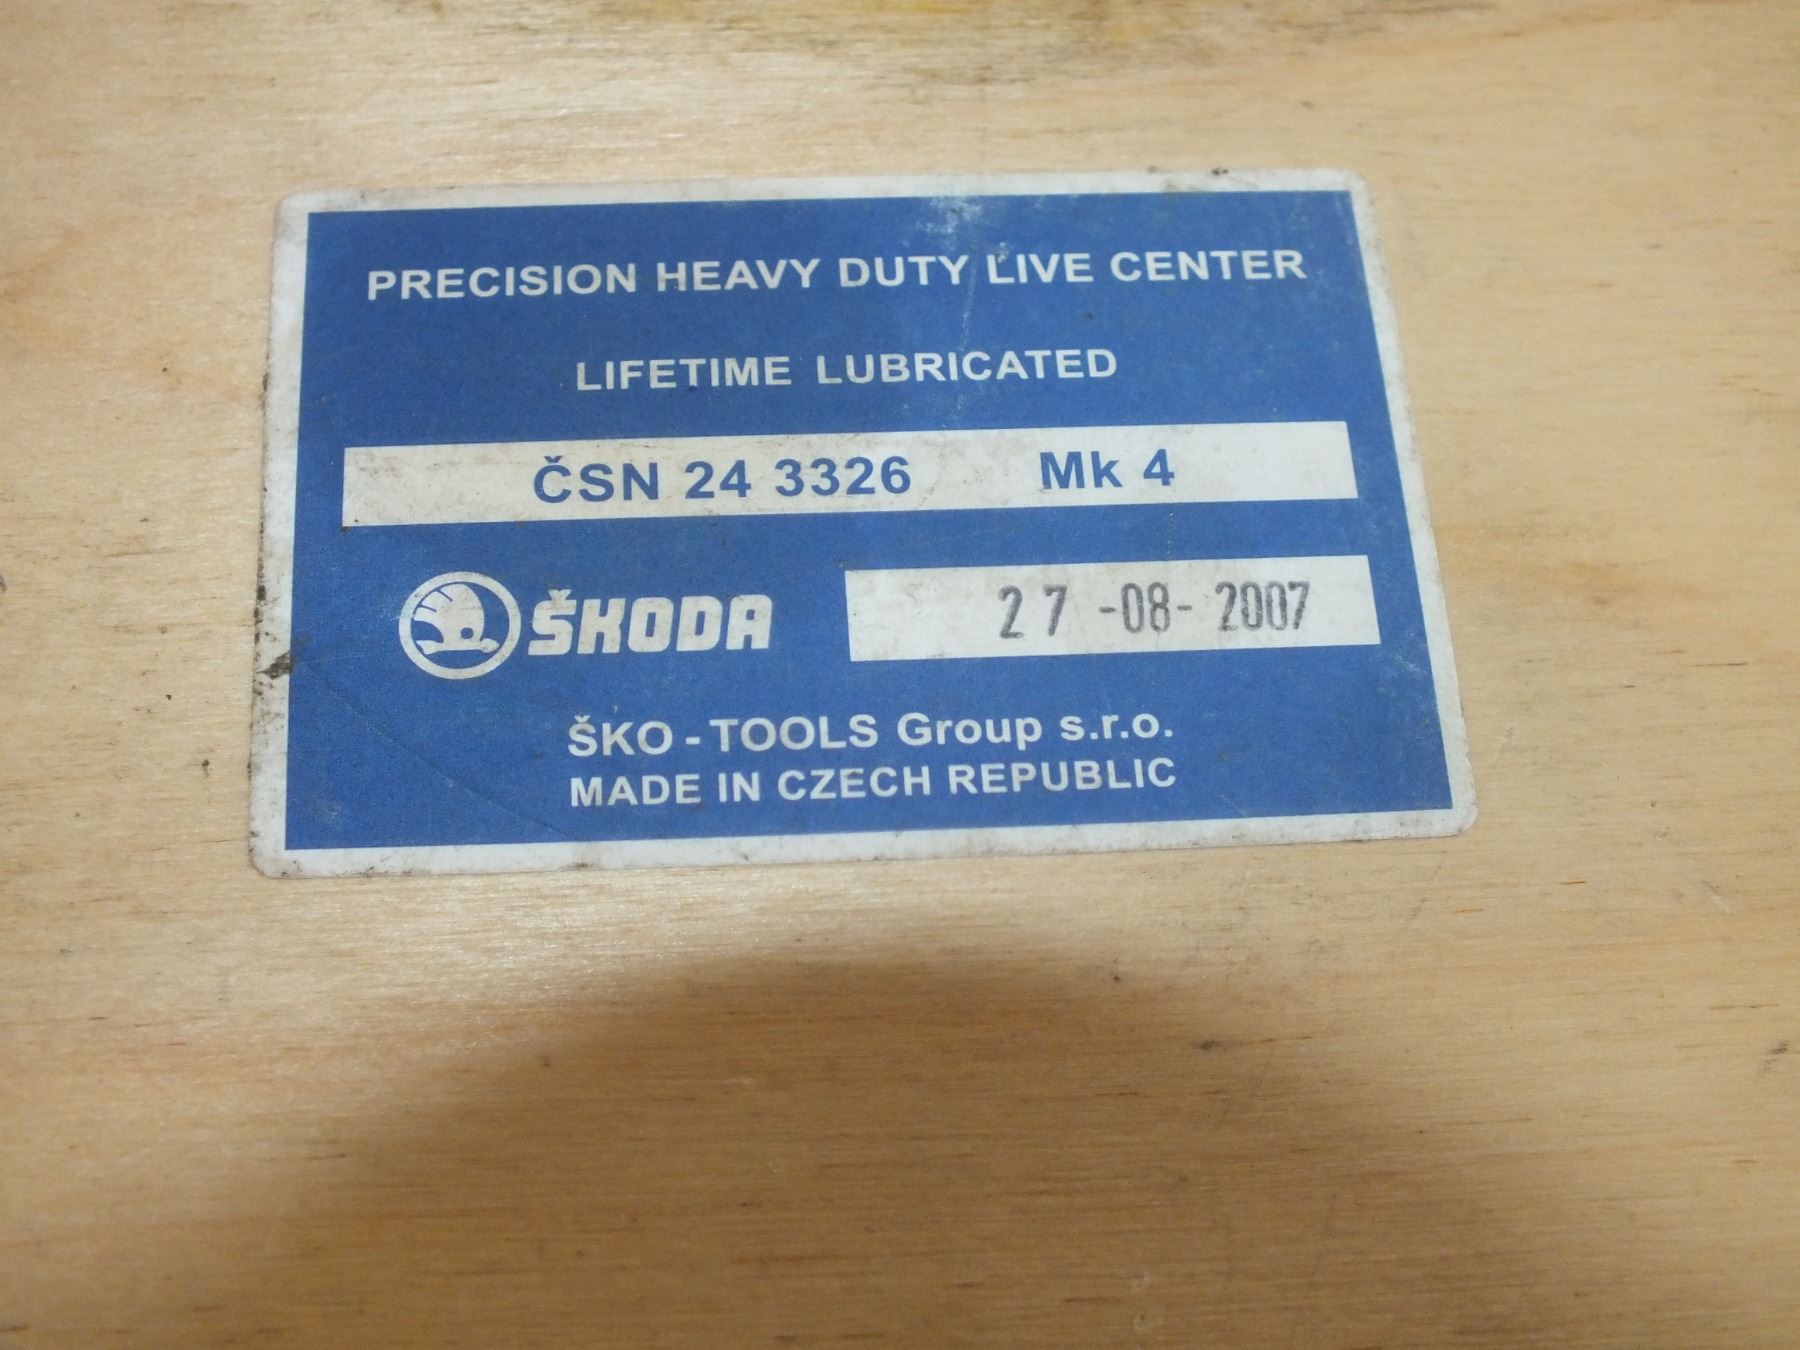 PRECISION HEAVY DUTY LIVE CENTER
LIFETIME LUBRICATED
ČSN 24 3326 Mk 4
ŠKODA 27 -08- 2007
ŠKO - TOOLS Group s.r.o.
MADE IN CZECH REPUBLIC